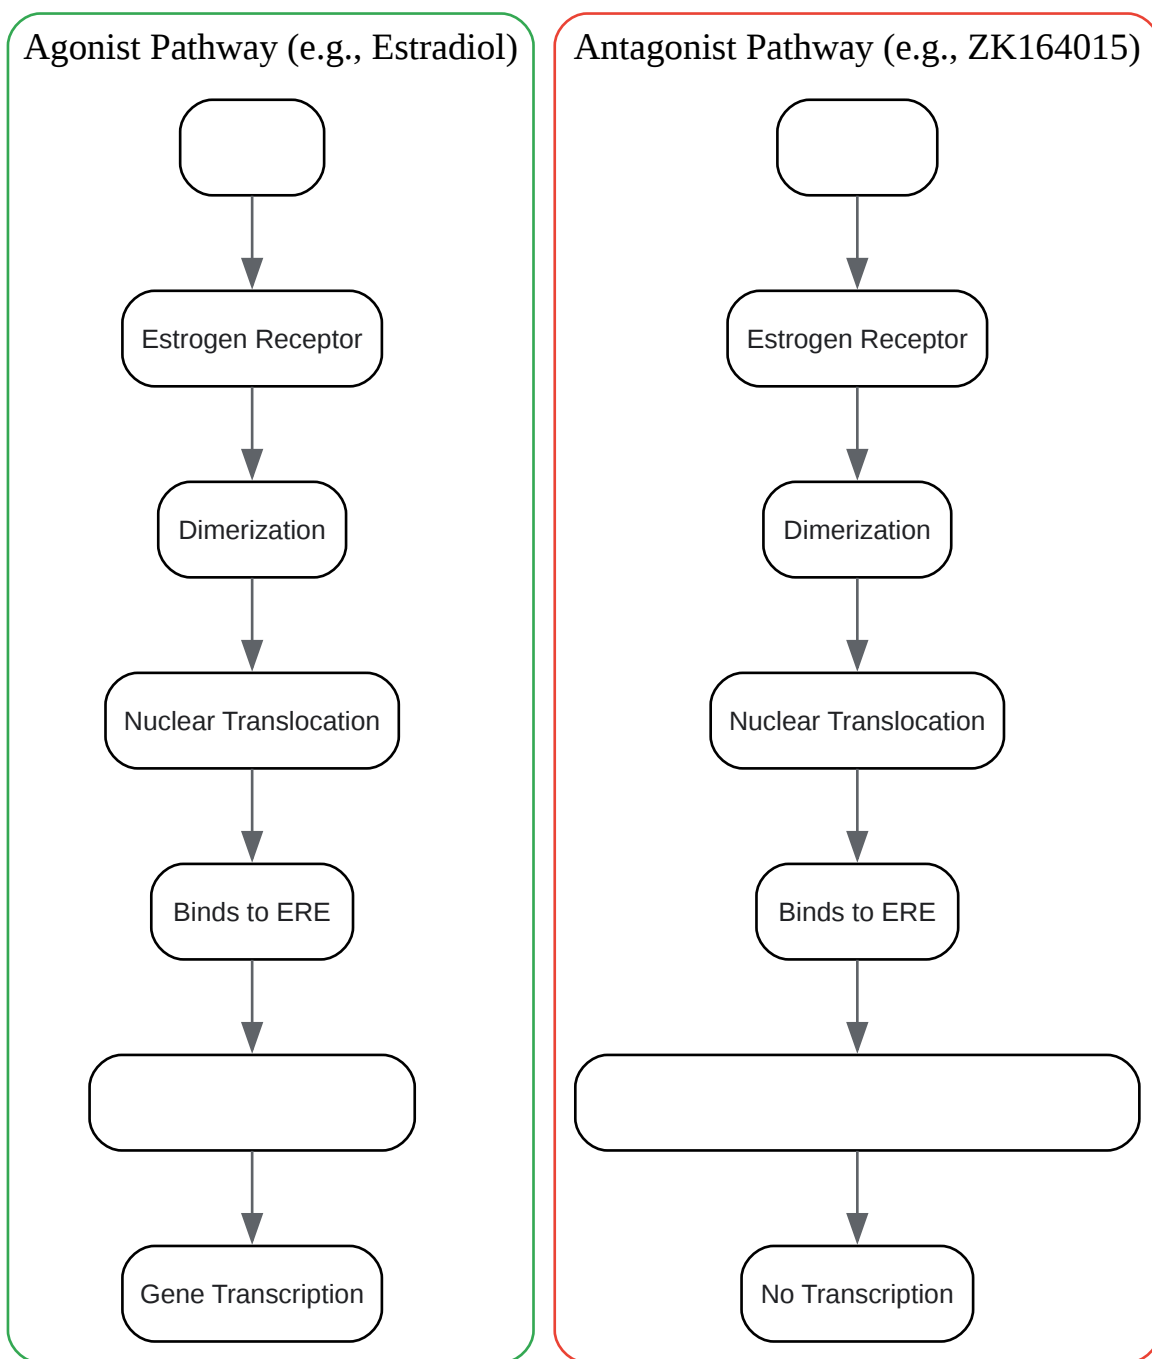 Agonist Pathway (e.g., Estradiol)
Estrogen Receptor
Dimerization
Nuclear Translocation
Binds to ERE
Gene Transcription
Antagonist Pathway (e.g., ZK164015)
Estrogen Receptor
Dimerization
Nuclear Translocation
Binds to ERE
No Transcription